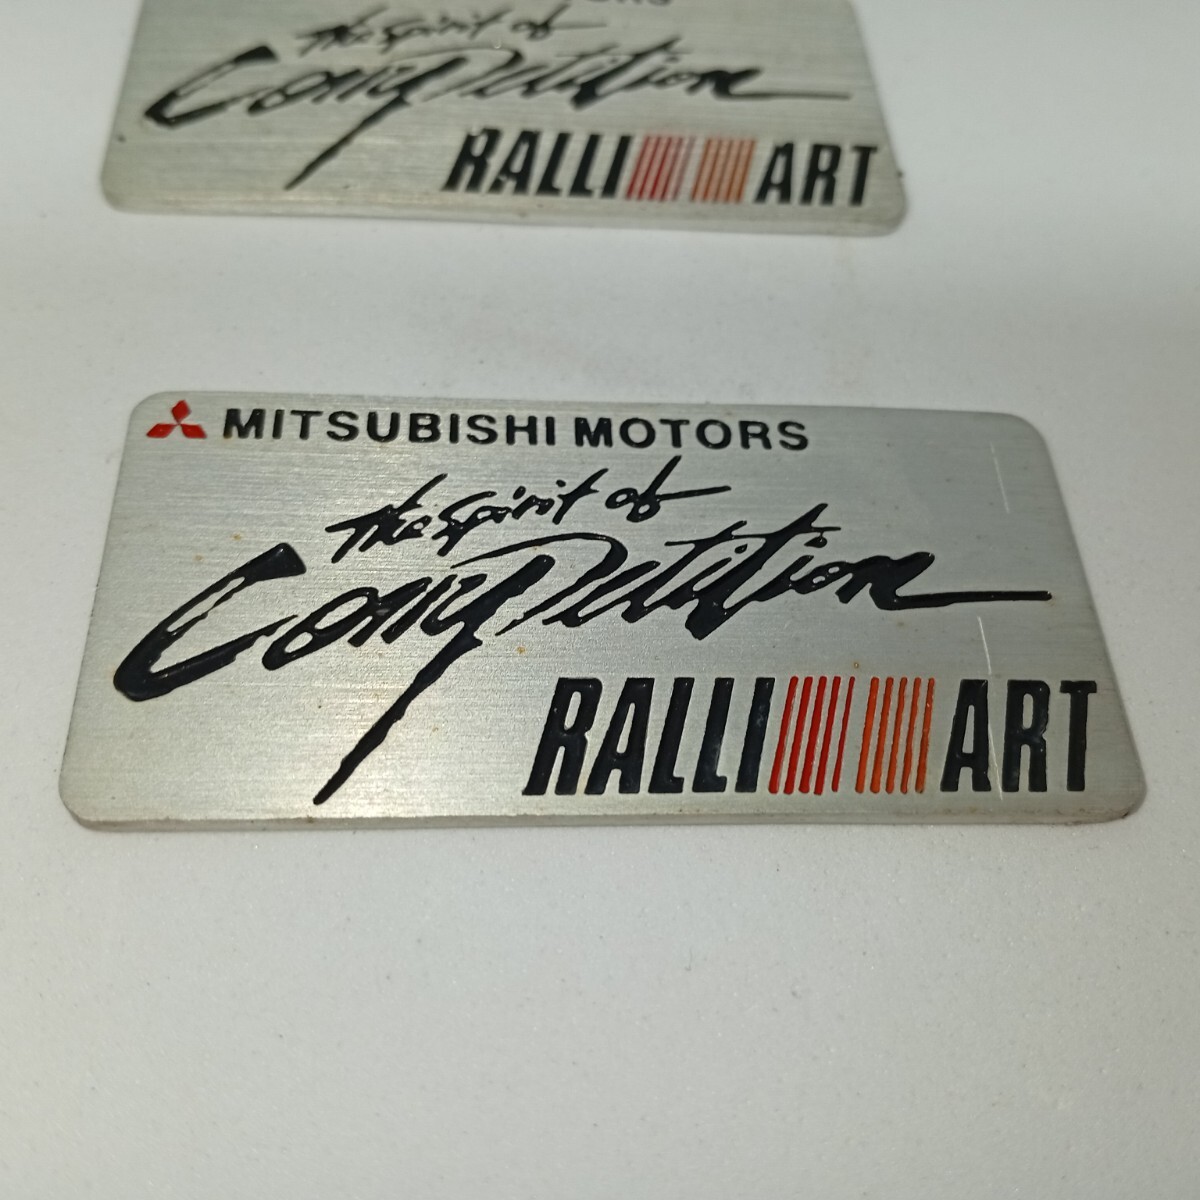 The Spirit of
Competition
RALLI ART
MITSUBISHI MOTORS
The Spirit of
Competition
RALLI ART